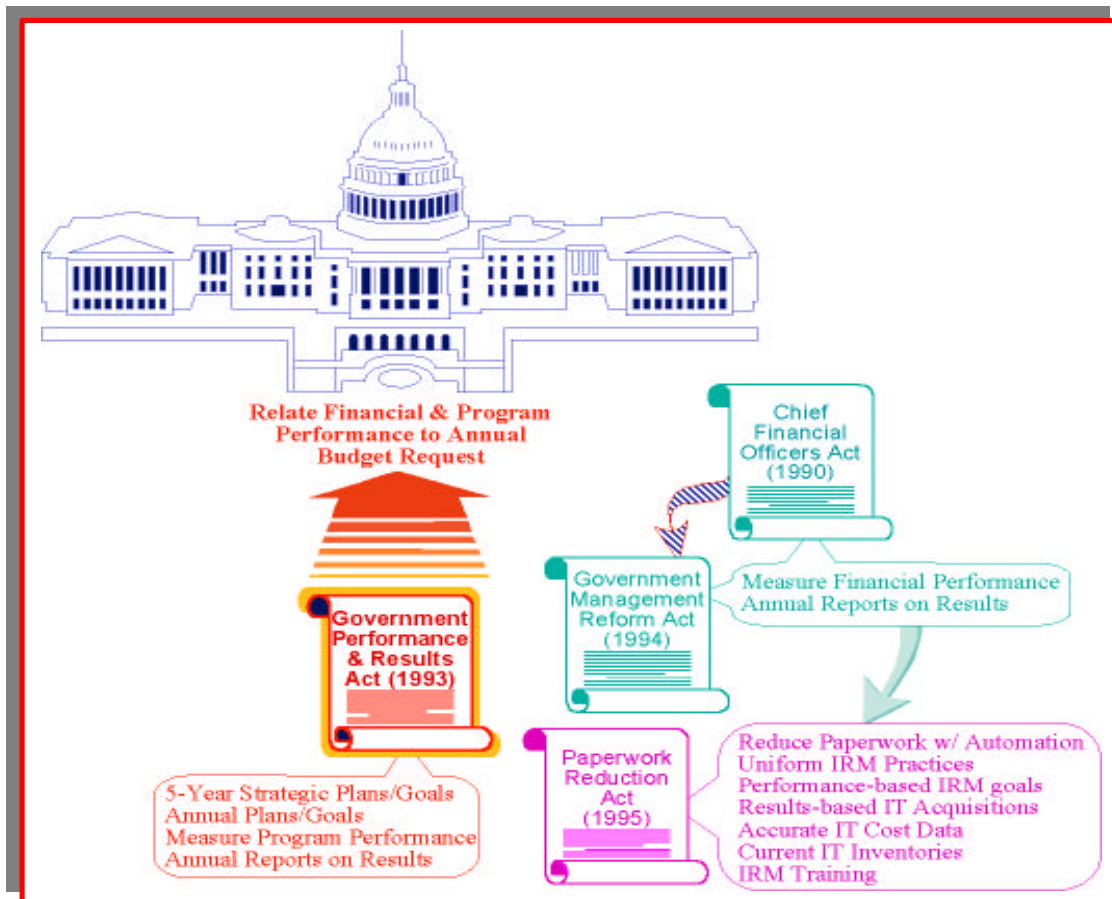 Relate Financial & Program
Performance to Annual
Budget Request
Chief
Financial
Officers Act
(1990)
Government
Management
Reform Act
(1994)
Measure Financial Performance
Annual Reports on Results
Government
Performance
& Results
Act (1993)
5-Year Strategic Plans/Goals
Annual Plans/Goals
Measure Program Performance
Annual Reports on Results
Paperwork
Reduction
Act
(1995)
Reduce Paperwork w/ Automation
Uniform IRM Practices
Performance-based IRM goals
Results-based IT Acquisitions
Accurate IT Cost Data
Current IT Inventories
IRM Training